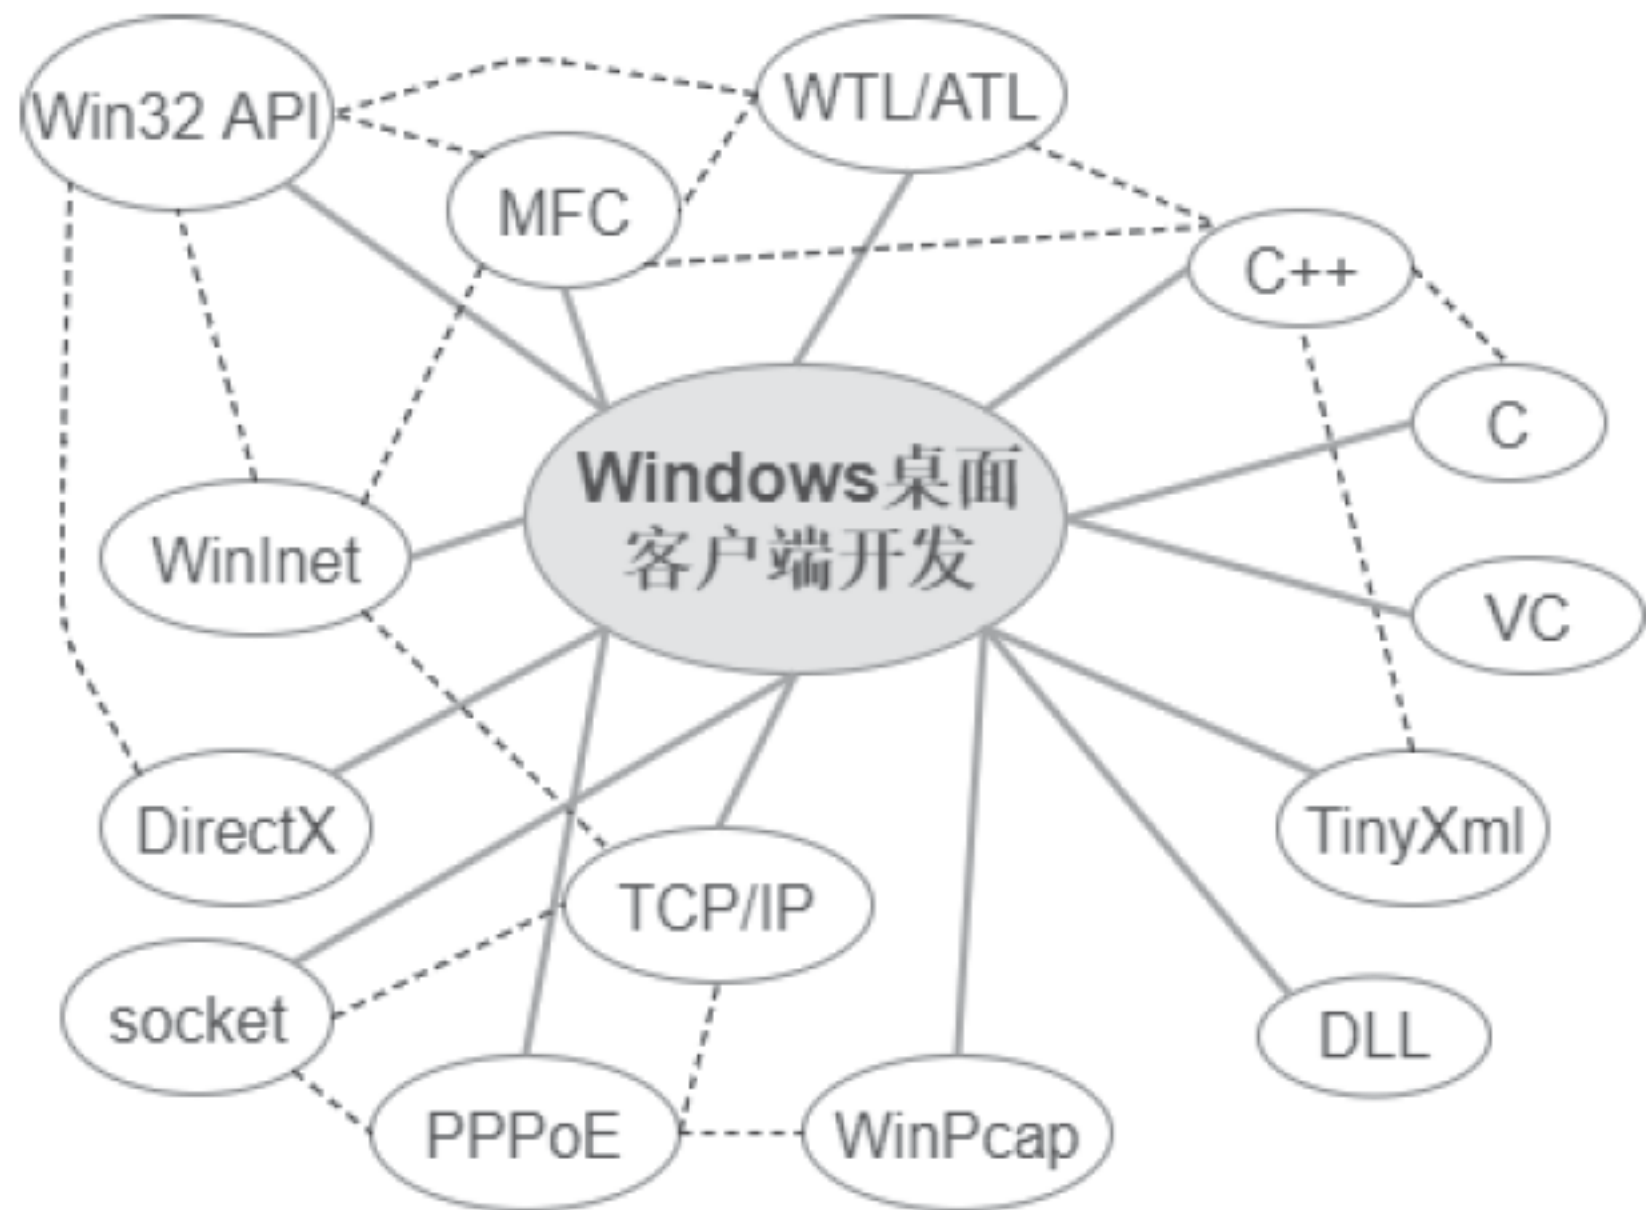 Win32 API
WTL/ATL
MFC
C++
C
Windows桌面
客户端开发
WinInet
VC
DirectX
TinyXml
TCP/IP
socket
DLL
PPPoE
WinPcap